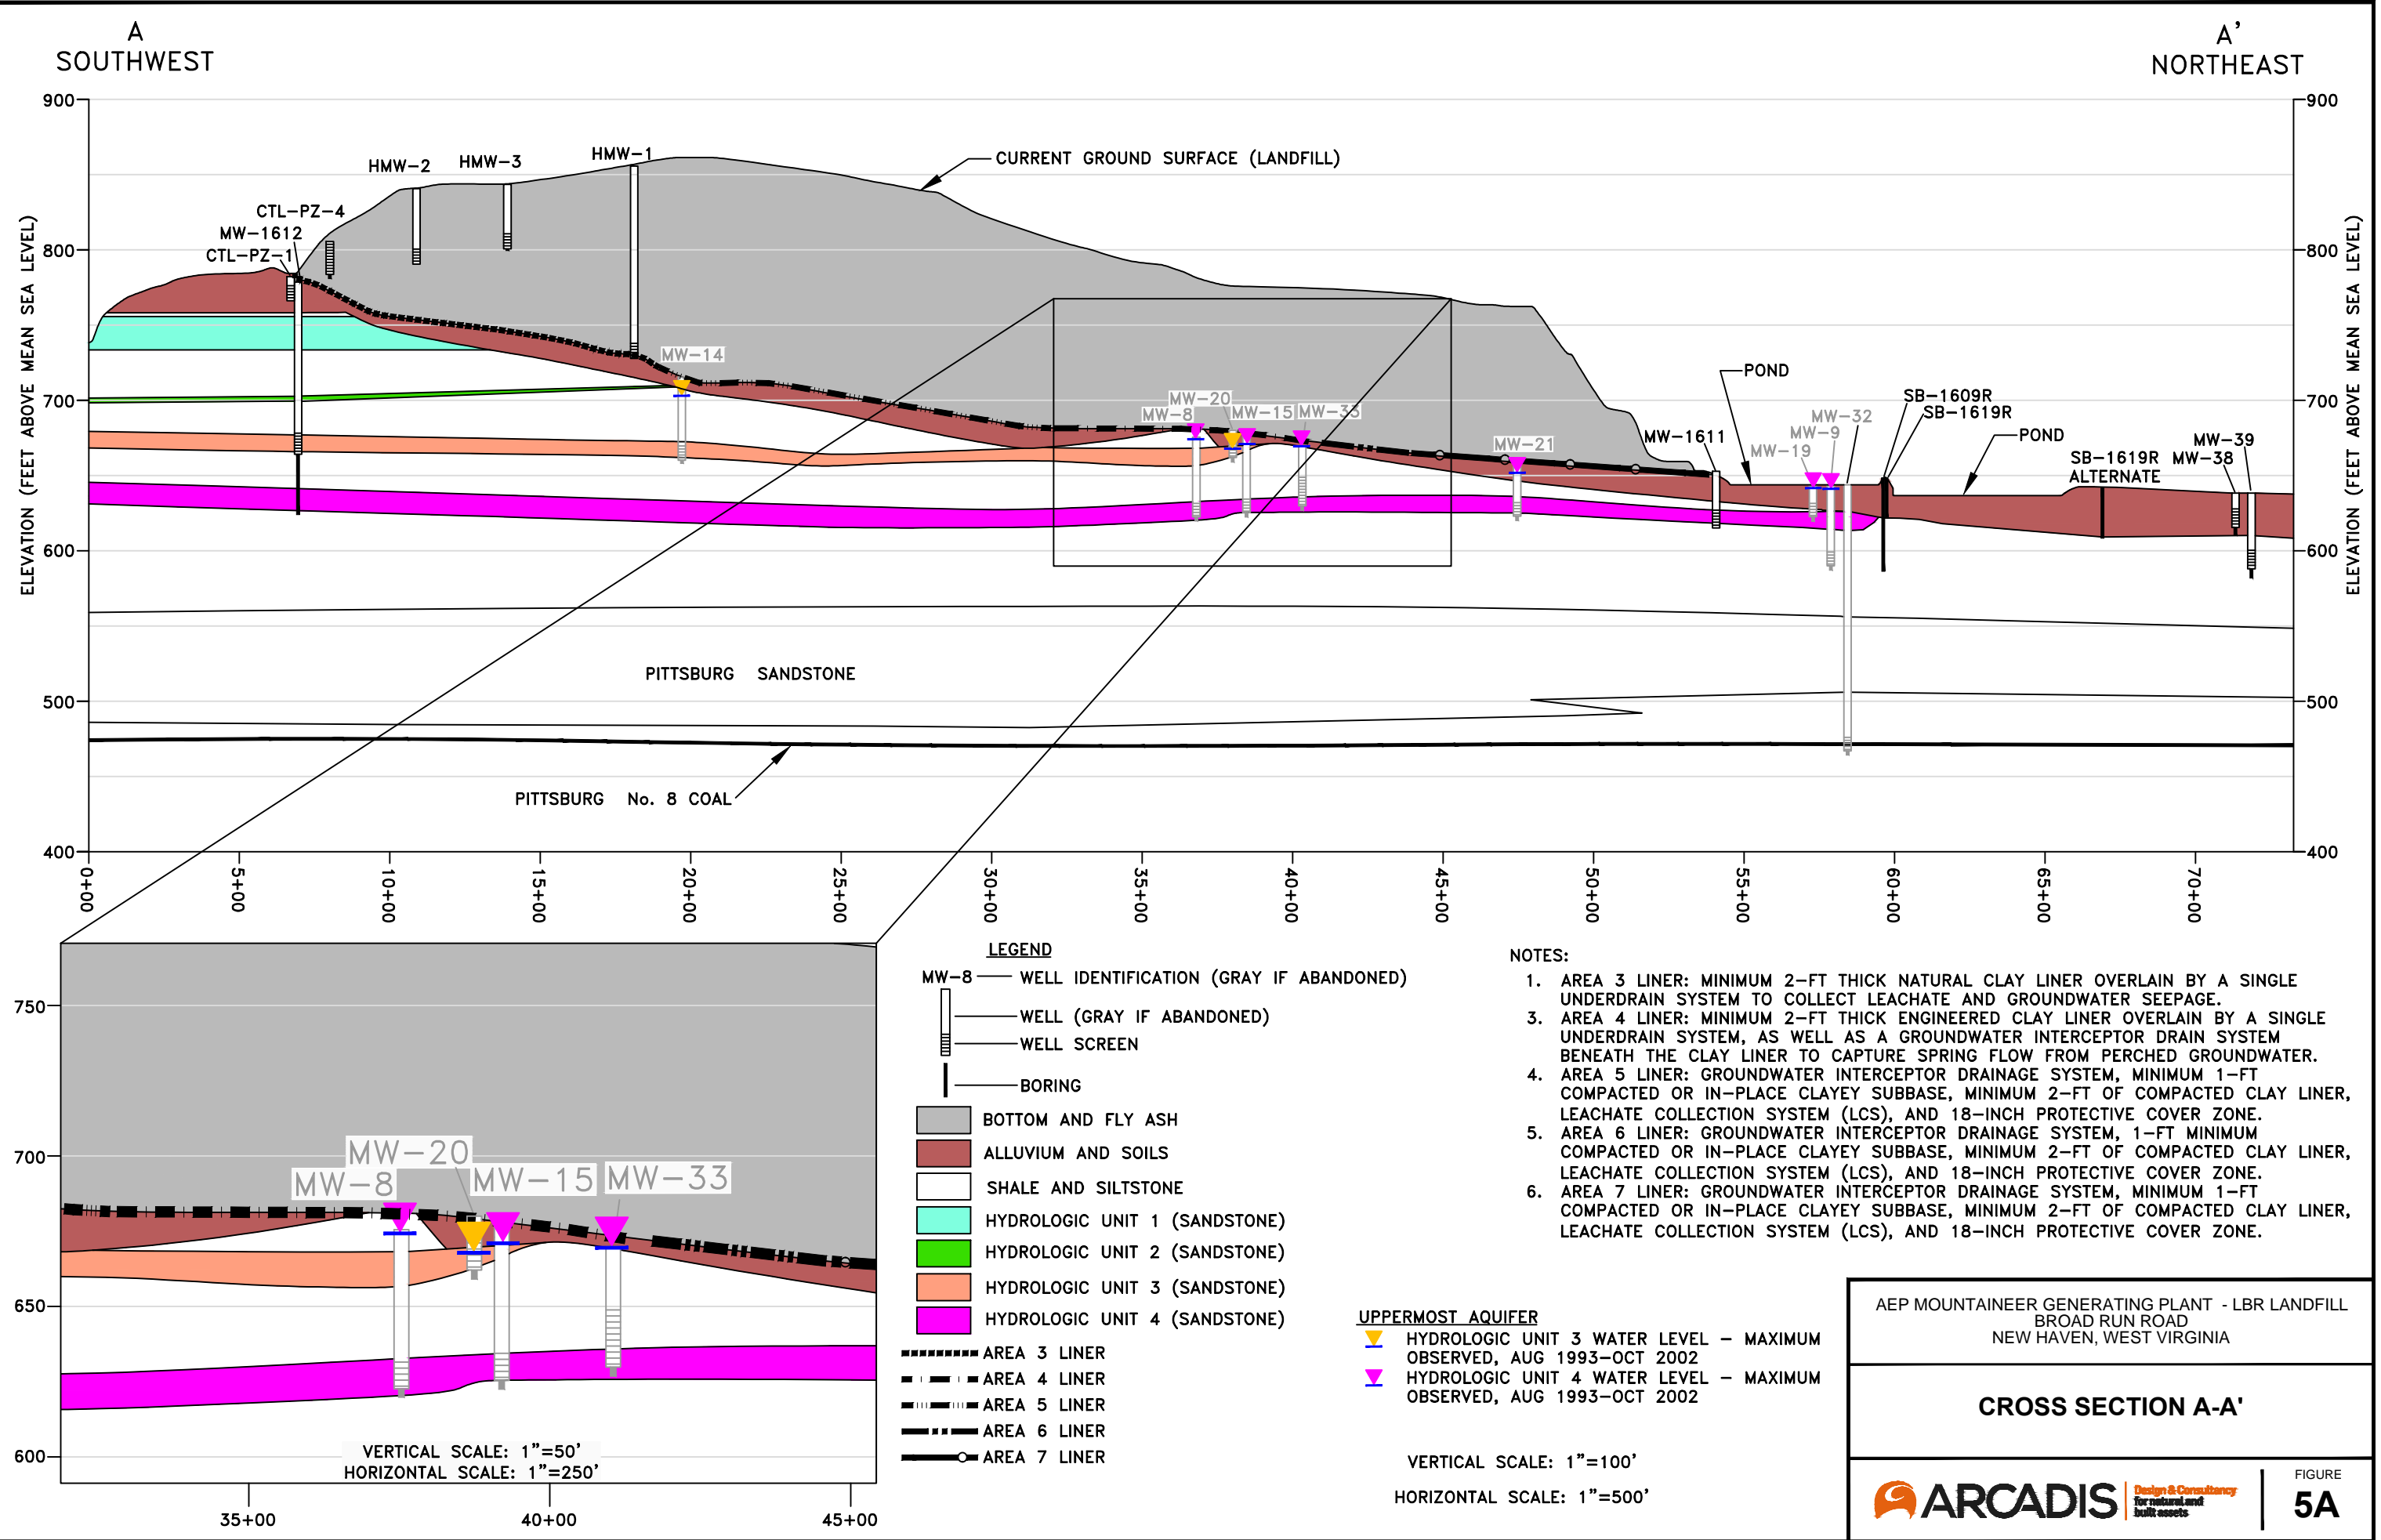 A
SOUTHWEST
A'
NORTHEAST
900
800
700
600
500
400
ELEVATION (FEET ABOVE MEAN SEA LEVEL)
900
800
700
600
500
400
ELEVATION (FEET ABOVE MEAN SEA LEVEL)
HMW-2
HMW-3
HMW-1
CURRENT GROUND SURFACE (LANDFILL)
CTL-PZ-4
MW-1612
CTL-PZ-1
MW-14
MW-20
MW-8
MW-15
MW-33
MW-21
MW-1611
POND
MW-32
MW-9
MW-19
SB-1609R
SB-1619R
POND
SB-1619R
ALTERNATE
MW-39
MW-38
PITTSBURG SANDSTONE
PITTSBURG No. 8 COAL
0+00
5+00
10+00
15+00
20+00
25+00
30+00
35+00
40+00
45+00
50+00
55+00
60+00
65+00
70+00
750
700
650
600
MW-20
MW-8
MW-15
MW-33
VERTICAL SCALE: 1"=50'
HORIZONTAL SCALE: 1"=250'
35+00
40+00
45+00
LEGEND
MW-8
WELL IDENTIFICATION (GRAY IF ABANDONED)
WELL (GRAY IF ABANDONED)
WELL SCREEN
BORING
BOTTOM AND FLY ASH
ALLUVIUM AND SOILS
SHALE AND SILTSTONE
HYDROLOGIC UNIT 1 (SANDSTONE)
HYDROLOGIC UNIT 2 (SANDSTONE)
HYDROLOGIC UNIT 3 (SANDSTONE)
HYDROLOGIC UNIT 4 (SANDSTONE)
AREA 3 LINER
AREA 4 LINER
AREA 5 LINER
AREA 6 LINER
AREA 7 LINER
UPPERMOST AQUIFER
HYDROLOGIC UNIT 3 WATER LEVEL - MAXIMUM
OBSERVED, AUG 1993-OCT 2002
HYDROLOGIC UNIT 4 WATER LEVEL - MAXIMUM
OBSERVED, AUG 1993-OCT 2002
VERTICAL SCALE: 1"=100'
HORIZONTAL SCALE: 1"=500'
NOTES:
1. AREA 3 LINER: MINIMUM 2-FT THICK NATURAL CLAY LINER OVERLAIN BY A SINGLE
UNDERDRAIN SYSTEM TO COLLECT LEACHATE AND GROUNDWATER SEEPAGE.
3. AREA 4 LINER: MINIMUM 2-FT THICK ENGINEERED CLAY LINER OVERLAIN BY A SINGLE
UNDERDRAIN SYSTEM, AS WELL AS A GROUNDWATER INTERCEPTOR DRAIN SYSTEM
BENEATH THE CLAY LINER TO CAPTURE SPRING FLOW FROM PERCHED GROUNDWATER.
4. AREA 5 LINER: GROUNDWATER INTERCEPTOR DRAINAGE SYSTEM, MINIMUM 1-FT
COMPACTED OR IN-PLACE CLAYEY SUBBASE, MINIMUM 2-FT OF COMPACTED CLAY LINER,
LEACHATE COLLECTION SYSTEM (LCS), AND 18-INCH PROTECTIVE COVER ZONE.
5. AREA 6 LINER: GROUNDWATER INTERCEPTOR DRAINAGE SYSTEM, 1-FT MINIMUM
COMPACTED OR IN-PLACE CLAYEY SUBBASE, MINIMUM 2-FT OF COMPACTED CLAY LINER,
LEACHATE COLLECTION SYSTEM (LCS), AND 18-INCH PROTECTIVE COVER ZONE.
6. AREA 7 LINER: GROUNDWATER INTERCEPTOR DRAINAGE SYSTEM, MINIMUM 1-FT
COMPACTED OR IN-PLACE CLAYEY SUBBASE, MINIMUM 2-FT OF COMPACTED CLAY LINER,
LEACHATE COLLECTION SYSTEM (LCS), AND 18-INCH PROTECTIVE COVER ZONE.
AEP MOUNTAINEER GENERATING PLANT - LBR LANDFILL
BROAD RUN ROAD
NEW HAVEN, WEST VIRGINIA
CROSS SECTION A-A'
ARCADIS
Design & Consultancy
for natural and
built assets
FIGURE
5A